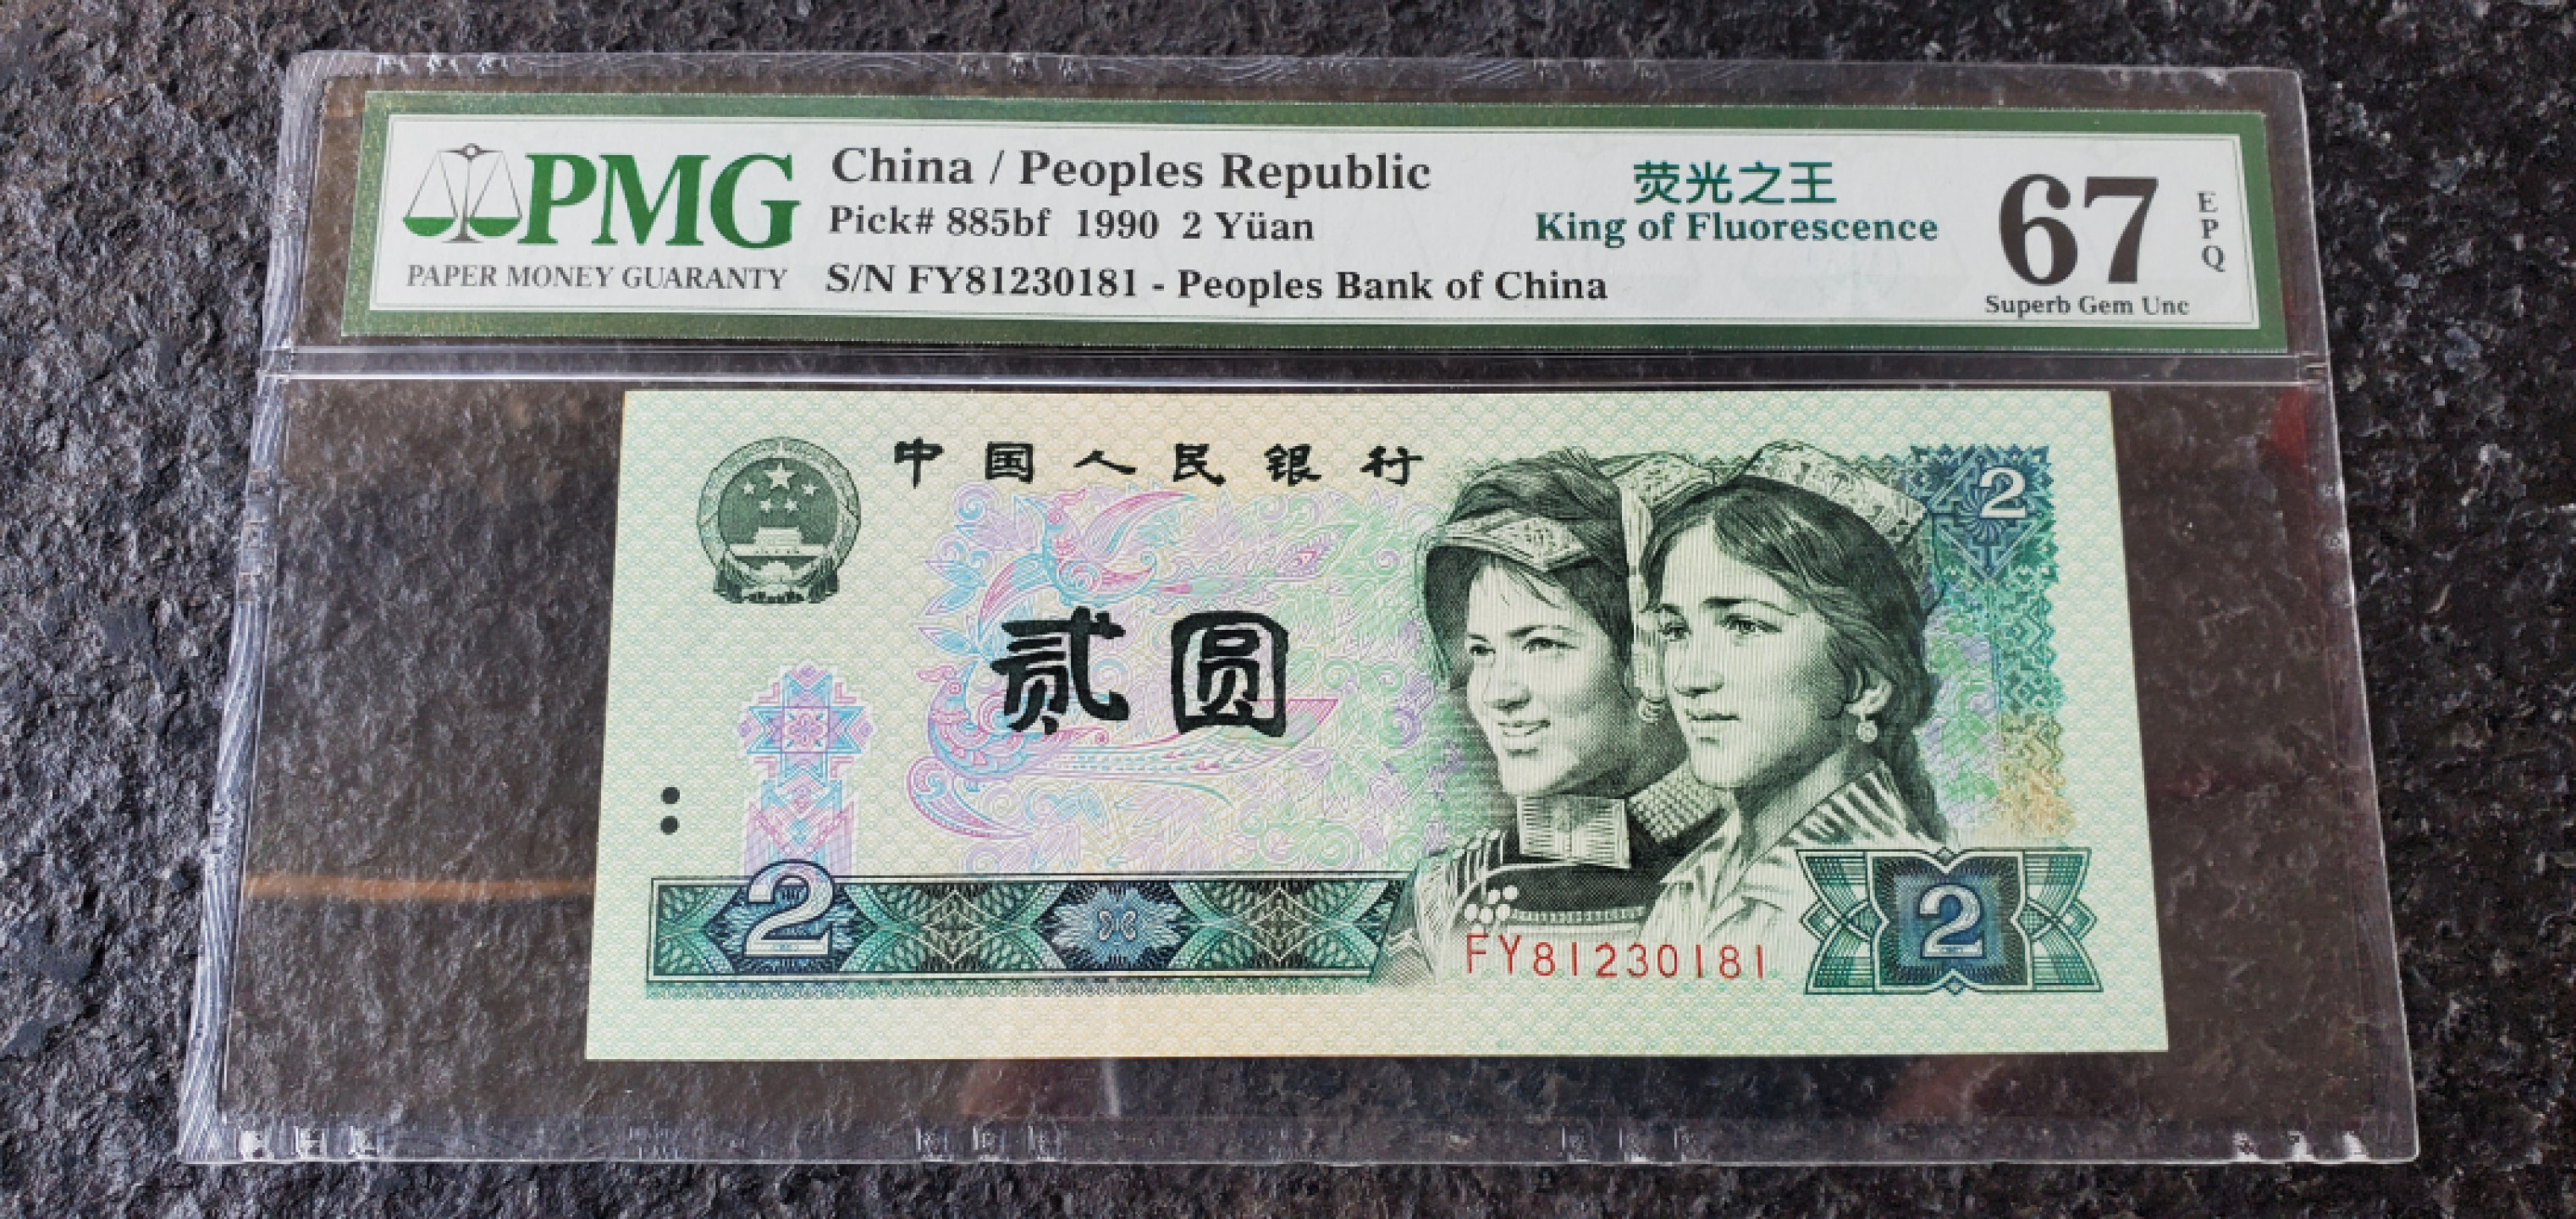 PMG
PAPER MONEY GUARANTY
China / Peoples Republic
Pick# 885bf 1990 2 Yüan
S/N FY81230181 - Peoples Bank of China
荧光之王
King of Fluorescence
67
EPQ
Superb Gem Unc
中国人民银行
2
贰圆
2
FY81230181
2